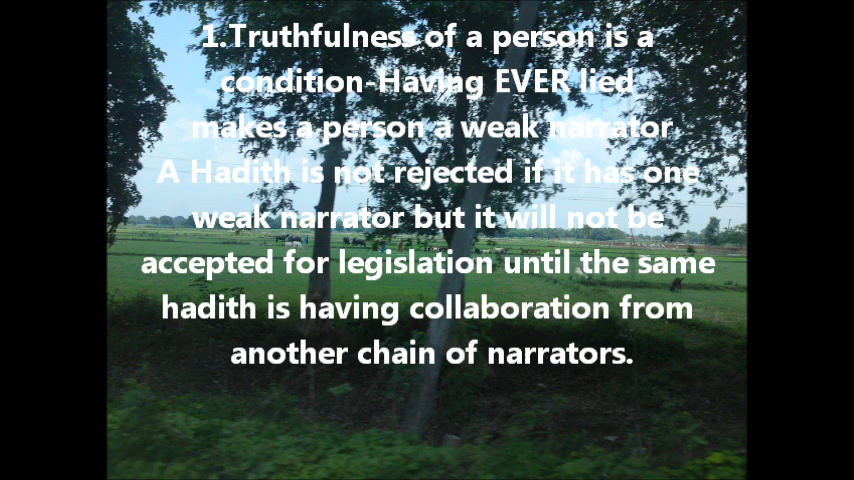 1.Truthfulness of a person is a
condition-Having EVER lied
makes a person a weak narrator
A Hadith is not rejected if it has one
weak narrator but it will not be
accepted for legislation until the same
hadith is having collaboration from
another chain of narrators.